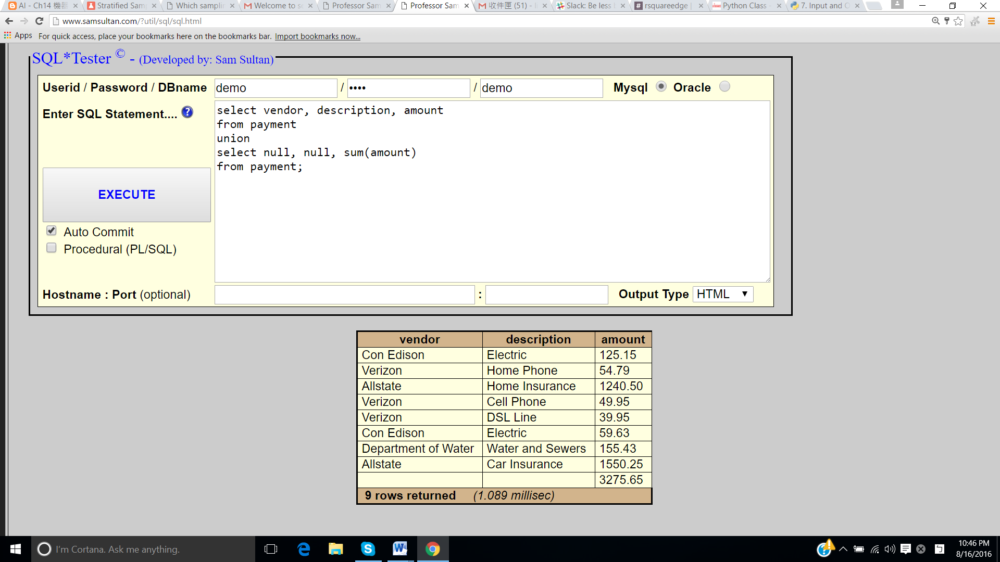 AI - Ch14 機器
Stratified Sam
Which samplin
Welcome to s
Professor Sam
Professor Sam
收件匣 (51) -
Slack: Be less
rsquareedge |
Python Class -
7. Input and O
www.samsultan.com/?util/sql/sql.html
Apps For quick access, place your bookmarks here on the bookmarks bar. Import bookmarks now...
SQL*Tester © - (Developed by: Sam Sultan)
Userid / Password / DBname demo / •••• / demo Mysql Oracle
Enter SQL Statement.... ?
select vendor, description, amount
from payment
union
select null, null, sum(amount)
from payment;
EXECUTE
Auto Commit
Procedural (PL/SQL)
Hostname : Port (optional) : Output Type HTML
vendor description amount
Con Edison Electric 125.15
Verizon Home Phone 54.79
Allstate Home Insurance 1240.50
Verizon Cell Phone 49.95
Verizon DSL Line 39.95
Con Edison Electric 59.63
Department of Water Water and Sewers 155.43
Allstate Car Insurance 1550.25
3275.65
9 rows returned (1.089 millisec)
I'm Cortana. Ask me anything.
10:46 PM
8/16/2016